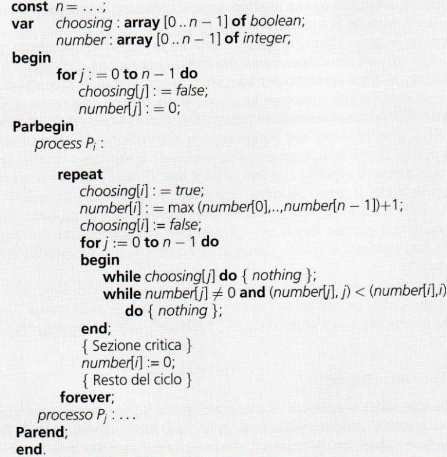 const n = ...;
var choosing : array [0 .. n − 1] of boolean;
number : array [0 .. n − 1] of integer;
begin
for j : = 0 to n − 1 do
choosing[j] : = false;
number[j] : = 0;
Parbegin
process Pi :
repeat
choosing[i] : = true;
number[i] : = max (number[0],..,number[n − 1])+1;
choosing[i] := false;
for j := 0 to n − 1 do
begin
while choosing[j] do { nothing };
while number[j] ≠ 0 and (number[j], j) < (number[i],i)
do { nothing };
end;
{ Sezione critica }
number[i] := 0;
{ Resto del ciclo }
forever;
processo Pj : ...
Parend;
end.